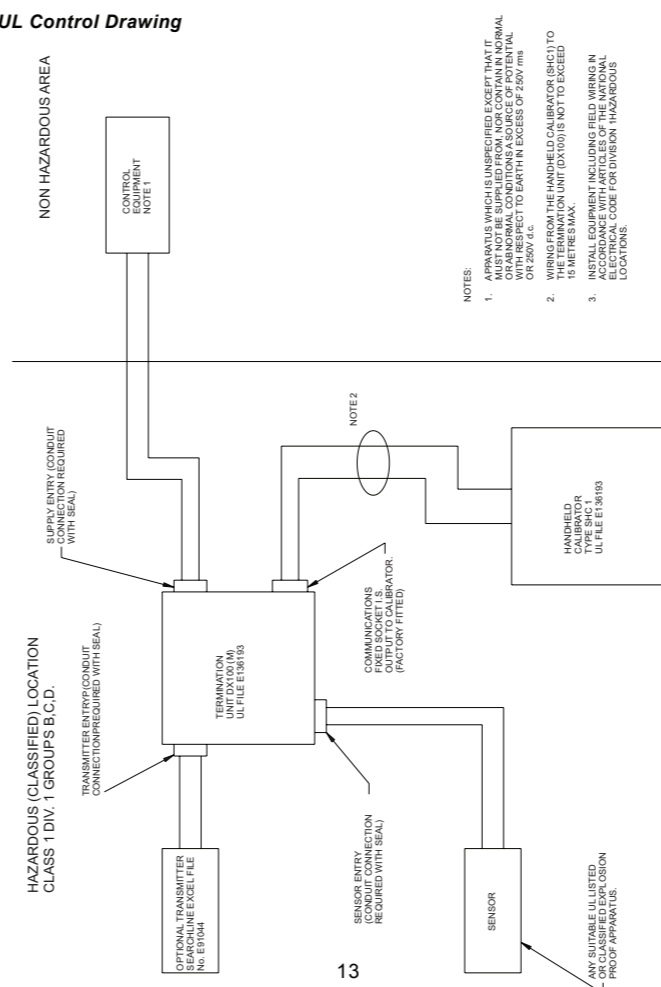 UL Control Drawing
HAZARDOUS (CLASSIFIED) LOCATION
CLASS 1 DIV. 1 GROUPS B,C,D.
NON HAZARDOUS AREA
TRANSMITTER ENTRYP(CONDUIT
CONNECTIONPREQUIRED WITH SEAL)
SUPPLY ENTRY (CONDUIT
CONNECTION REQUIRED
WITH SEAL)
CONTROL
EQUIPMENT
NOTE 1
OPTIONAL TRANSMITTER
SEARCHLINE EXCEL FILE
No. E91044
TERMINATION
UNIT DX100 (M)
UL FILE E136193
SENSOR ENTRY
(CONDUIT CONNECTION
REQUIRED WITH SEAL)
COMMUNICATIONS
FIXED SOCKET I.S.
OUTPUT TO CALIBRATOR.
(FACTORY FITTED)
NOTE 2
SENSOR
ANY SUITABLE UL LISTED
OR CLASSIFIED EXPLOSION
PROOF APPARATUS.
HANDHELD
CALIBRATOR
TYPE SHC 1
UL FILE E136193
NOTES:
1. APPARATUS WHICH IS UNSPECIFIED EXCEPT THAT IT
MUST NOT BE SUPPLIED FROM, NOR CONTAIN IN NORMAL
OR ABNORMAL CONDITIONS A SOURCE OF POTENTIAL
WITH RESPECT TO EARTH IN EXCESS OF 250V rms
OR 250V d.c.
2. WIRING FROM THE HANDHELD CALIBRATOR (SHC1) TO
THE TERMINATION UNIT (DX100) IS NOT TO EXCEED
15 METRES MAX.
3. INSTALL EQUIPMENT INCLUDING FIELD WIRING IN
ACCORDANCE WITH ARTICLES OF THE NATIONAL
ELECTRICAL CODE FOR DIVISION 1HAZARDOUS
LOCATIONS.
13